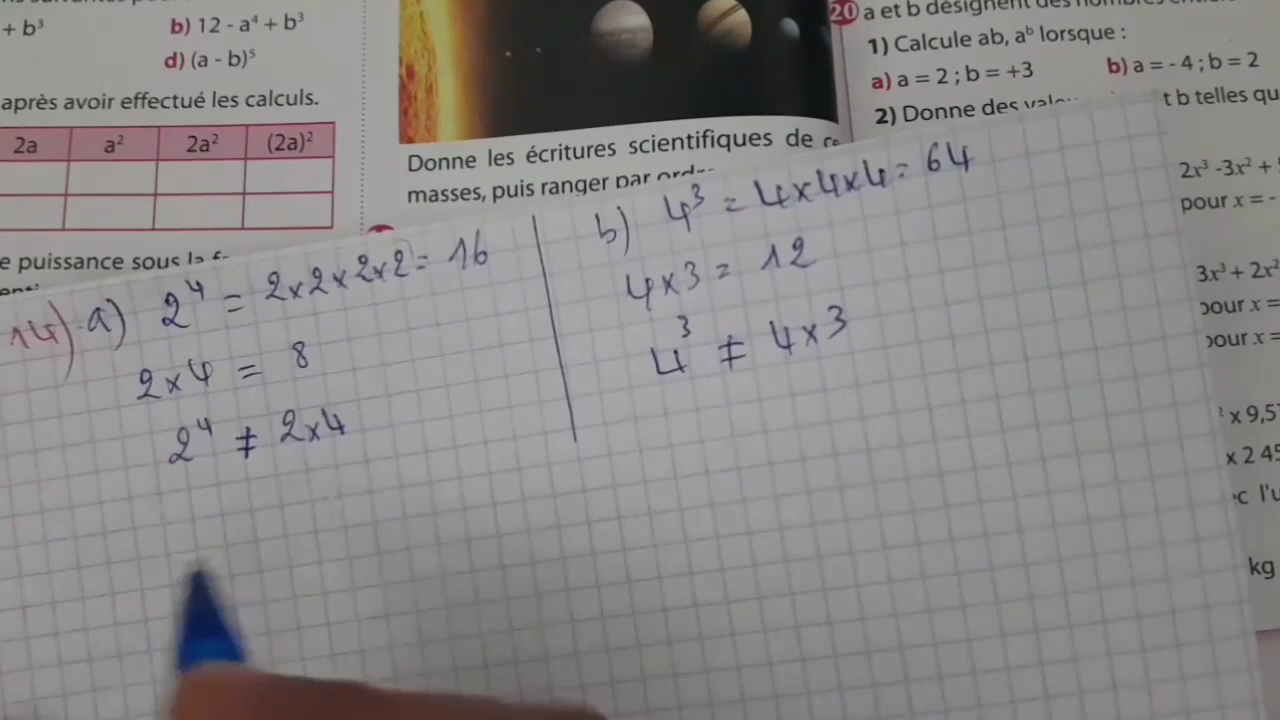 + b³
b) 12 - a⁴ + b³
d) (a - b)⁵
après avoir effectué les calculs.
2a a² 2a² (2a)²
e puissance sous la
Donne les écritures scientifiques de
masses, puis ranger par
20 a et b désignent des
1) Calcule ab, aᵇ lorsque :
a) a = 2 ; b = +3
b) a = - 4 ; b = 2
2) Donne des t b telles qu
2x³ -3x² +
pour x = -
3x³ + 2x²
pour x =
pour x =
² x 9,57
x 2 45
c l'u
kg
14) a) 2⁴ = 2×2×2×2 = 16
2×4 = 8
2⁴ ≠ 2×4
b) 4³ = 4×4×4 = 64
4×3 = 12
4³ ≠ 4×3